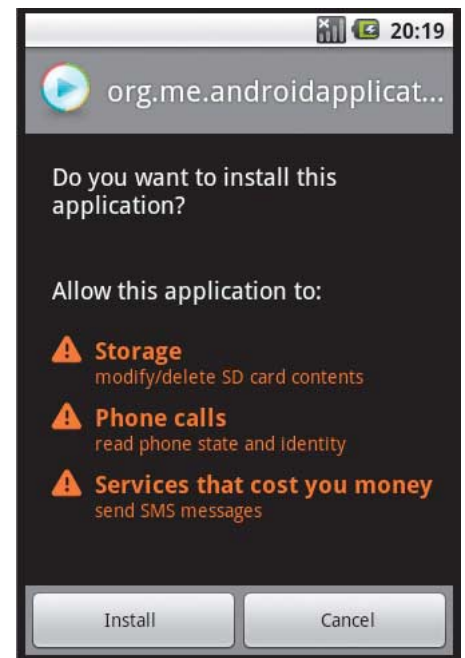 20:19
org.me.androidapplicat...
Do you want to install this
application?
Allow this application to:
Storage
modify/delete SD card contents
Phone calls
read phone state and identity
Services that cost you money
send SMS messages
Install
Cancel